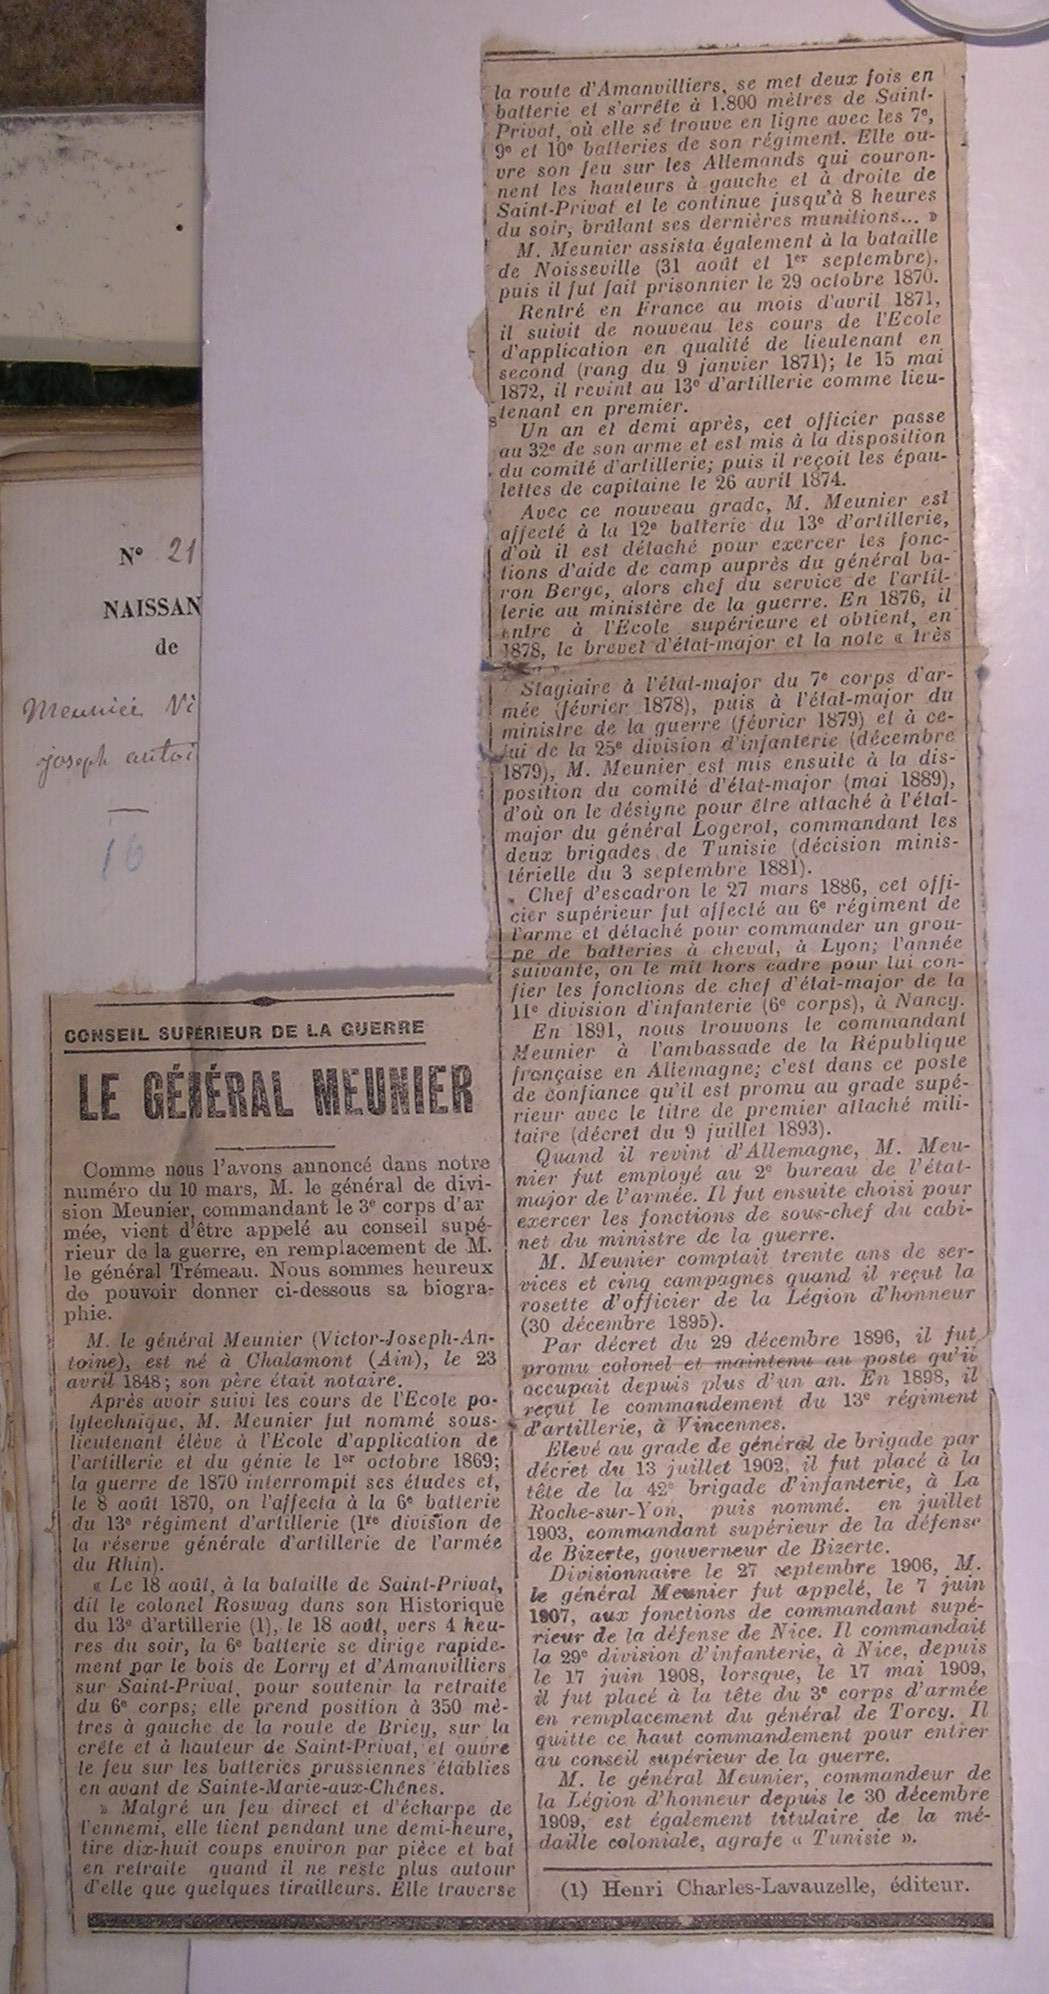 N° 21
NAISSAN
de
Meunier Vi
joseph antoi
16
CONSEIL SUPÉRIEUR DE LA GUERRE
LE GÉNÉRAL MEUNIER
Comme nous l'avons annoncé dans notre
numéro du 10 mars, M. le général de divi-
sion Meunier, commandant le 3e corps d'ar
mée, vient d'être appelé au conseil supé-
rieur de la guerre, en remplacement de M.
le général Trémeau. Nous sommes heureux
de pouvoir donner ci-dessous sa biogra-
phie.
M. le général Meunier (Victor-Joseph-An-
toine), est né à Chalamont (Ain), le 23
avril 1848; son père était notaire.
Après avoir suivi les cours de l'Ecole po-
lytechnique, M. Meunier fut nommé sous-
lieutenant élève à l'Ecole d'application de
l'artillerie et du génie le 1er octobre 1869;
la guerre de 1870 interrompit ses études et,
le 8 août 1870, on l'affecta à la 6e batterie
du 13e régiment d'artillerie (1re division de
la réserve générale d'artillerie de l'armée
du Rhin).
« Le 18 août, à la bataille de Saint-Privat,
dit le colonel Roswag dans son Historique
du 13e d'artillerie (1), le 18 août, vers 4 heu-
res du soir, la 6e batterie se dirige rapide-
ment par le bois de Lorry et d'Amanvilliers
sur Saint-Privat, pour soutenir la retraite
du 6e corps; elle prend position à 350 mè-
tres à gauche de la route de Briey, sur la
crête et à hauteur de Saint-Privat, et ouvre
le feu sur les batteries prussiennes établies
en avant de Sainte-Marie-aux-Chênes.
» Malgré un feu direct et d'écharpe de
l'ennemi, elle tient pendant une demi-heure,
tire dix-huit coups environ par pièce et bat
en retraite quand il ne reste plus autour
d'elle que quelques tirailleurs. Elle traverse
la route d'Amanvilliers, se met deux fois en
batterie et s'arrête à 1.800 mètres de Saint-
Privat, où elle se trouve en ligne avec les 7e,
9e et 10e batteries de son régiment. Elle ou-
vre son feu sur les Allemands qui couron-
nent les hauteurs à gauche et à droite de
Saint-Privat et le continue jusqu'à 8 heures
du soir, brûlant ses dernières munitions... »
M. Meunier assista également à la bataille
de Noisseville (31 août et 1er septembre).
puis il fut fait prisonnier le 29 octobre 1870.
Rentré en France au mois d'avril 1871,
il suivit de nouveau les cours de l'Ecole
d'application en qualité de lieutenant en
second (rang du 9 janvier 1871); le 15 mai
1872, il revint au 13e d'artillerie comme lieu-
tenant en premier.
Un an et demi après, cet officier passe
au 32e de son arme et est mis à la disposition
du comité d'artillerie; puis il reçoit les épau-
lettes de capitaine le 26 avril 1874.
Avec ce nouveau grade, M. Meunier est
affecté à la 12e batterie du 13e d'artillerie,
d'où il est détaché pour exercer les fonc-
tions d'aide de camp auprès du général ba-
ron Berge, alors chef du service de l'artil-
lerie au ministère de la guerre. En 1876, il
entre à l'Ecole supérieure et obtient, en
1878, le brevet d'état-major et la note « très
Stagiaire à l'état-major du 7e corps d'ar-
mée (février 1878), puis à l'état-major du
ministre de la guerre (février 1879) et à ce-
lui de la 25e division d'infanterie (décembre
1879), M. Meunier est mis ensuite à la dis-
position du comité d'état-major (mai 1889),
d'où on le désigne pour être attaché à l'état-
major du général Logerot, commandant les
deux brigades de Tunisie (décision minis-
térielle du 3 septembre 1881).
Chef d'escadron le 27 mars 1886, cet offi-
cier supérieur fut affecté au 6e régiment de
l'arme et détaché pour commander un grou-
pe de batteries à cheval, à Lyon; l'année
suivante, on le mit hors cadre pour lui con-
fier les fonctions de chef d'état-major de la
11e division d'infanterie (6e corps), à Nancy.
En 1891, nous trouvons le commandant
Meunier à l'ambassade de la République
française en Allemagne; c'est dans ce poste
de confiance qu'il est promu au grade supé-
rieur avec le titre de premier attaché mili-
taire (décret du 9 juillet 1893).
Quand il revint d'Allemagne, M. Meu-
nier fut employé au 2e bureau de l'état-
major de l'armée. Il fut ensuite choisi pour
exercer les fonctions de sous-chef du cabi-
net du ministre de la guerre.
M. Meunier comptait trente ans de ser-
vices et cinq campagnes quand il reçut la
rosette d'officier de la Légion d'honneur
(30 décembre 1895).
Par décret du 29 décembre 1896, il fut
promu colonel et maintenu au poste qu'il
occupait depuis plus d'un an. En 1898, il
reçut le commandement du 13e régiment
d'artillerie, à Vincennes.
Elevé au grade de général de brigade par
décret du 13 juillet 1902, il fut placé à la
tête de la 42e brigade d'infanterie, à La
Roche-sur-Yon, puis nommé. en juillet
1903, commandant supérieur de la défense
de Bizerte, gouverneur de Bizerte.
Divisionnaire le 27 septembre 1906, M.
le général Meunier fut appelé, le 7 juin
1907, aux fonctions de commandant supé-
rieur de la défense de Nice. Il commandait
la 29e division d'infanterie, à Nice, depuis
le 17 juin 1908, lorsque, le 17 mai 1909,
il fut placé à la tête du 3e corps d'armée
en remplacement du général de Torcy. Il
quitte ce haut commandement pour entrer
au conseil supérieur de la guerre.
M. le général Meunier, commandeur de
la Légion d'honneur depuis le 30 décembre
1909, est également titulaire de la mé-
daille coloniale, agrafe « Tunisie ».
(1) Henri Charles-Lavauzelle, éditeur.